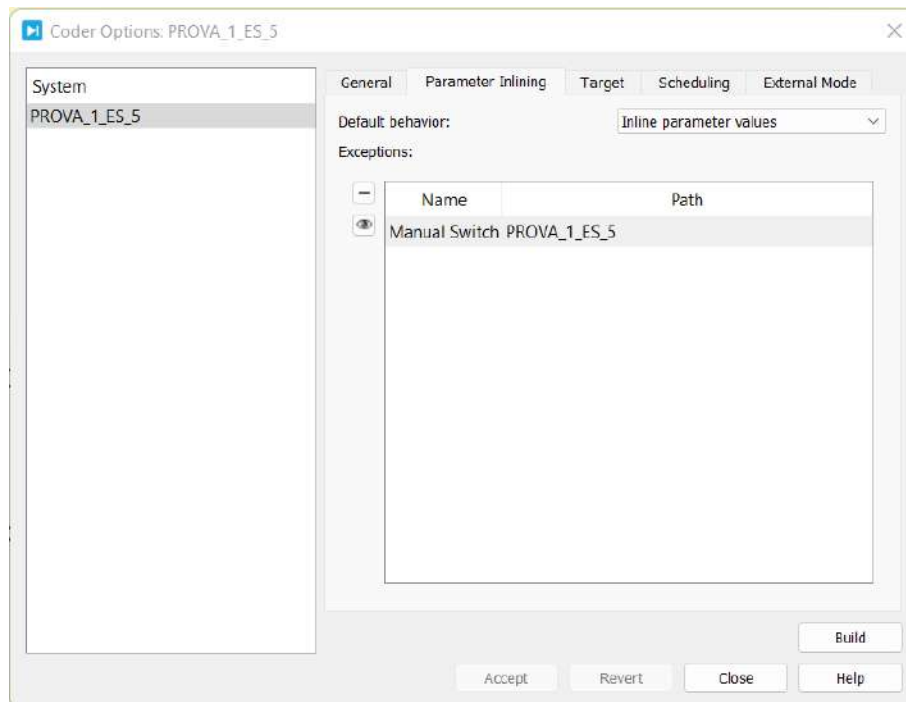 Coder Options: PROVA_1_ES_5
System
PROVA_1_ES_5
General Parameter Inlining Target Scheduling External Mode
Default behavior: Inline parameter values
Exceptions:
Name Path
Manual Switch PROVA_1_ES_5
Build
Accept Revert Close Help